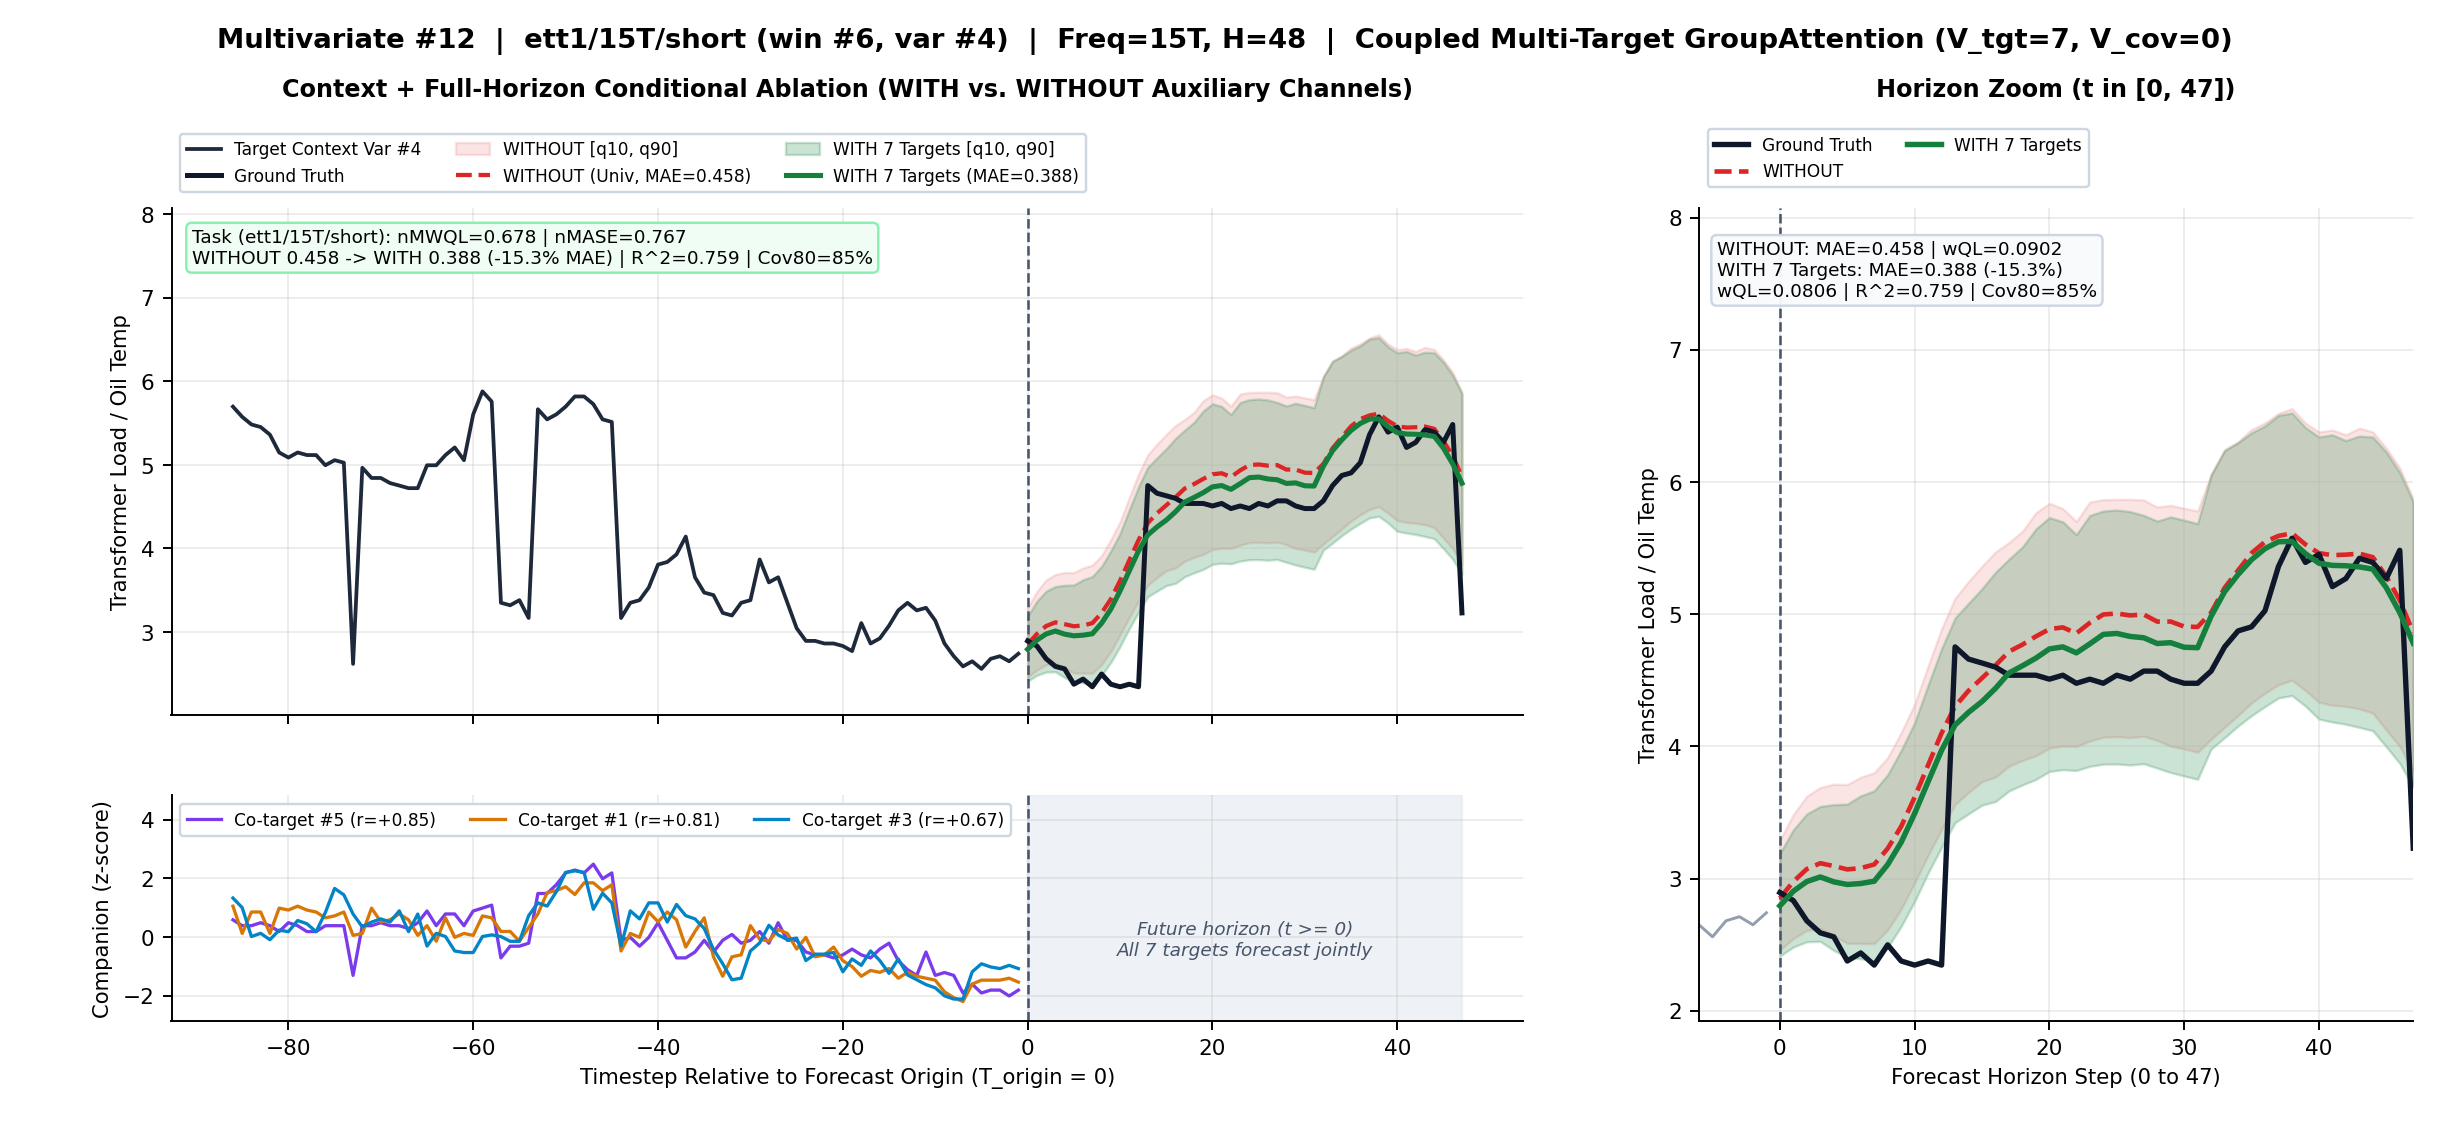 Multivariate #12 | ett1/15T/short (win #6, var #4) | Freq=15T, H=48 | Coupled Multi-Target GroupAttention (V_tgt=7, V_cov=0)
Context + Full-Horizon Conditional Ablation (WITH vs. WITHOUT Auxiliary Channels)
Target Context Var #4
Ground Truth
WITHOUT [q10, q90]
WITHOUT (Univ, MAE=0.458)
WITH 7 Targets [q10, q90]
WITH 7 Targets (MAE=0.388)
Task (ett1/15T/short): nMWQL=0.678 | nMASE=0.767
WITHOUT 0.458 -> WITH 0.388 (-15.3% MAE) | R^2=0.759 | Cov80=85%
Transformer Load / Oil Temp
8
7
6
5
4
3
Co-target #5 (r=+0.85)
Co-target #1 (r=+0.81)
Co-target #3 (r=+0.67)
Companion (z-score)
4
2
0
−2
Future horizon (t >= 0)
All 7 targets forecast jointly
−80
−60
−40
−20
0
20
40
Timestep Relative to Forecast Origin (T_origin = 0)
Horizon Zoom (t in [0, 47])
Ground Truth
WITHOUT
WITH 7 Targets
WITHOUT: MAE=0.458 | wQL=0.0902
WITH 7 Targets: MAE=0.388 (-15.3%)
wQL=0.0806 | R^2=0.759 | Cov80=85%
Transformer Load / Oil Temp
8
7
6
5
4
3
2
0
10
20
30
40
Forecast Horizon Step (0 to 47)